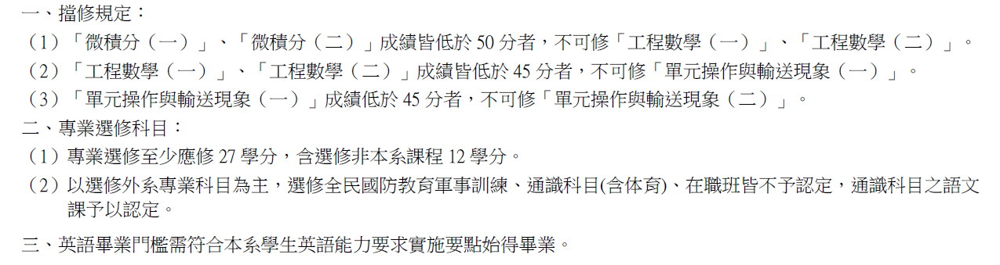 一、擋修規定：
（1）「微積分（一）」、「微積分（二）」成績皆低於 50 分者，不可修「工程數學（一）」、「工程數學（二）」。
（2）「工程數學（一）」、「工程數學（二）」成績皆低於 45 分者，不可修「單元操作與輸送現象（一）」。
（3）「單元操作與輸送現象（一）」成績低於 45 分者，不可修「單元操作與輸送現象（二）」。
二、專業選修科目：
（1）專業選修至少應修 27 學分，含選修非本系課程 12 學分。
（2）以選修外系專業科目為主，選修全民國防教育軍事訓練、通識科目(含体育)、在職班皆不予認定，通識科目之語文
課予以認定。
三、英語畢業門檻需符合本系學生英語能力要求實施要點始得畢業。